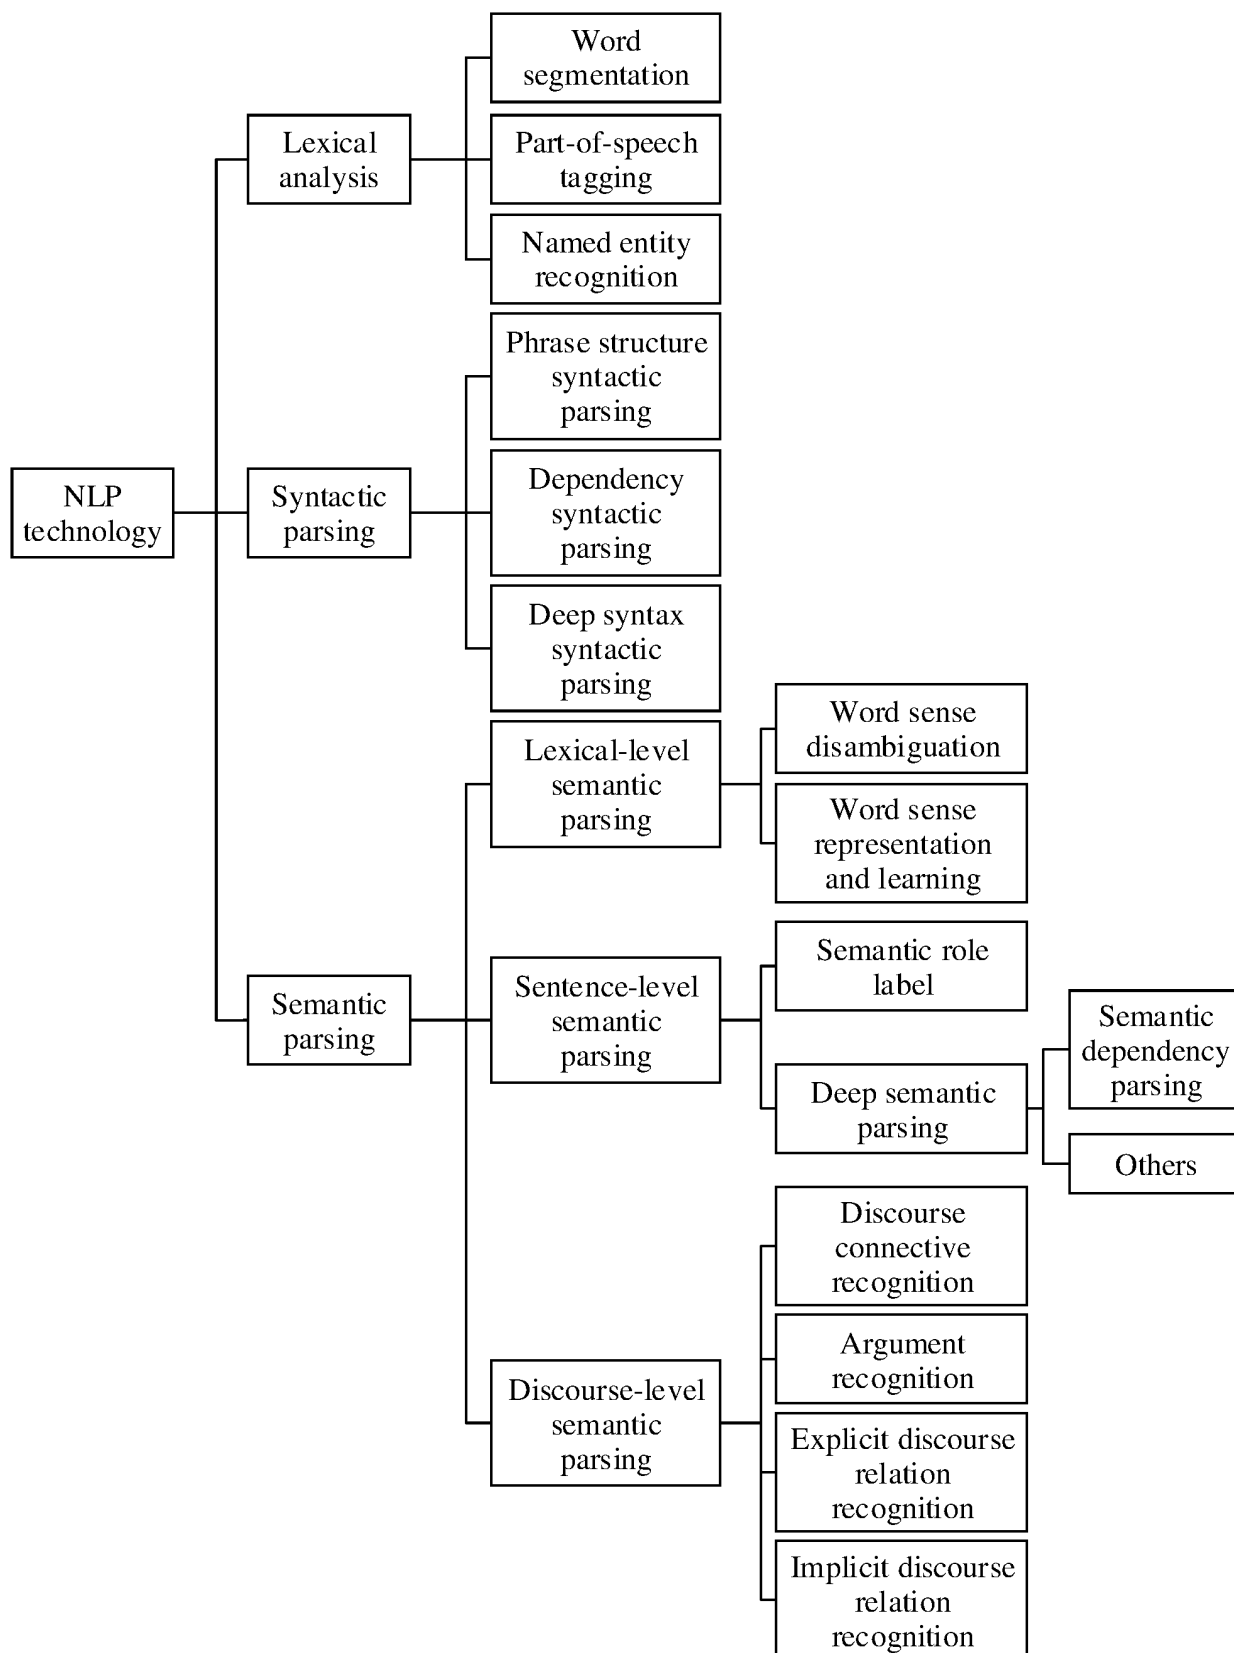 Word
segmentation
Lexical
analysis
Part-of-speech
tagging
Named entity
recognition
Phrase structure
syntactic
parsing
NLP
technology
Syntactic
parsing
Dependency
syntactic
parsing
Deep syntax
syntactic
parsing
Lexical-level
semantic
parsing
Word sense
disambiguation
Word sense
representation
and learning
Semantic
parsing
Sentence-level
semantic
parsing
Semantic role
label
Deep semantic
parsing
Semantic
dependency
parsing
Others
Discourse-level
semantic
parsing
Discourse
connective
recognition
Argument
recognition
Explicit discourse
relation
recognition
Implicit discourse
relation
recognition